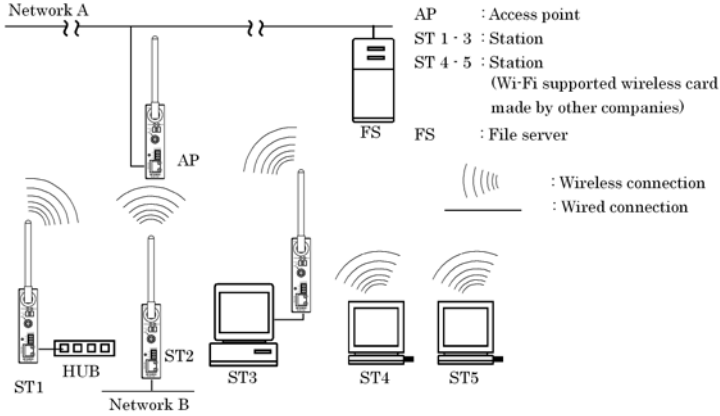 Network A
AP : Access point
ST 1 - 3 : Station
ST 4 - 5 : Station
(Wi-Fi supported wireless card
made by other companies)
FS : File server
FS
AP
: Wireless connection
: Wired connection
HUB
ST1
ST2
ST3
ST4
ST5
Network B